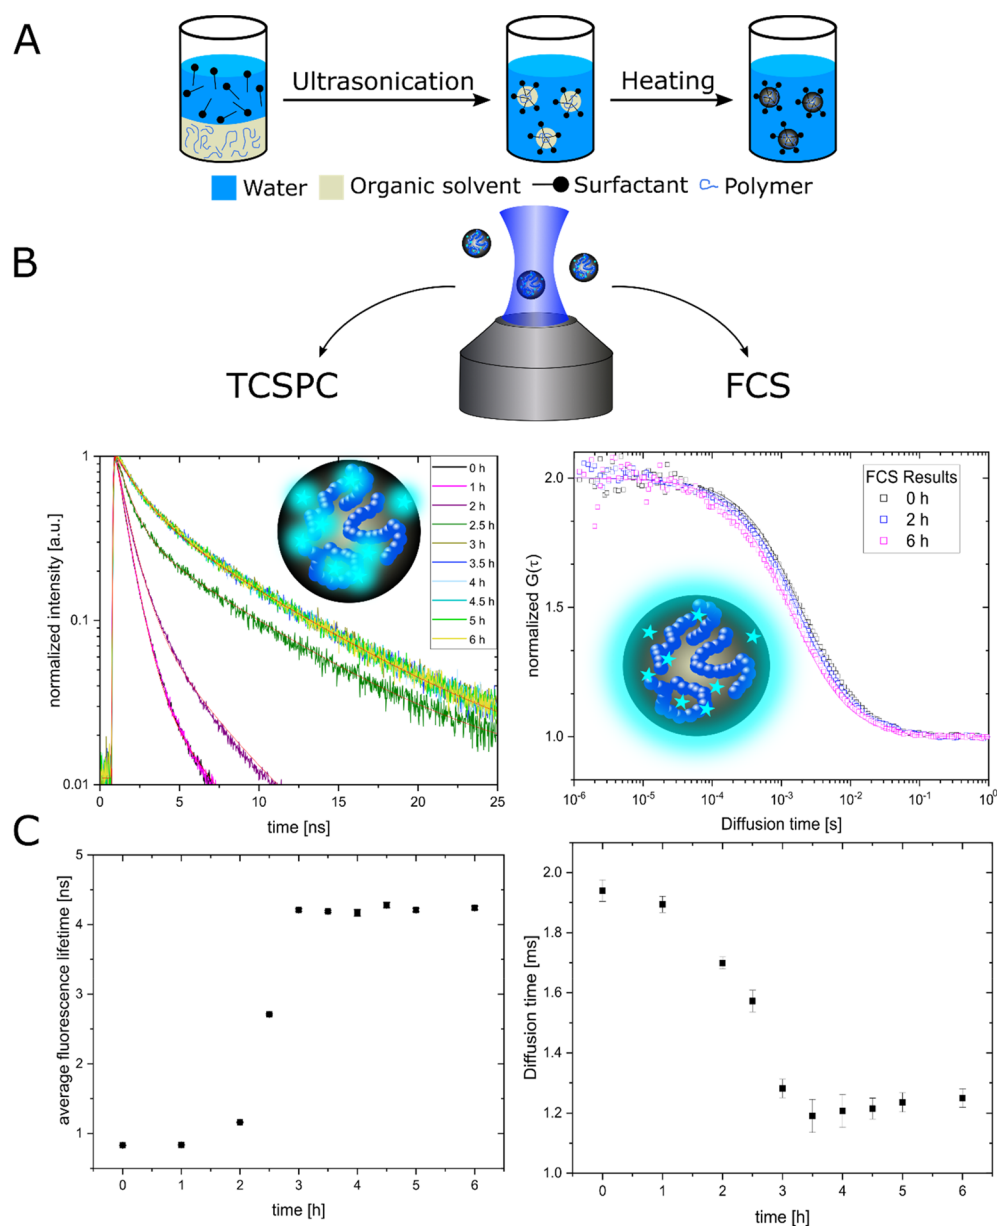 A
Ultrasonication
Heating
Water
Organic solvent
Surfactant
Polymer
B
TCSPC
FCS
normalized intensity [a.u.]
1
0.1
0.01
0 h
1 h
2 h
2.5 h
3 h
3.5 h
4 h
4.5 h
5 h
6 h
0 5 10 15 20 25
time [ns]
normalized G(τ)
2.0
1.5
1.0
FCS Results
0 h
2 h
6 h
10⁻⁶ 10⁻⁵ 10⁻⁴ 10⁻³ 10⁻² 10⁻¹ 10⁰
Diffusion time [s]
C
average fluorescence lifetime [ns]
5
4
3
2
1
0 1 2 3 4 5 6
time [h]
Diffusion time [ms]
2.0
1.8
1.6
1.4
1.2
1.0
0 1 2 3 4 5 6
time [h]